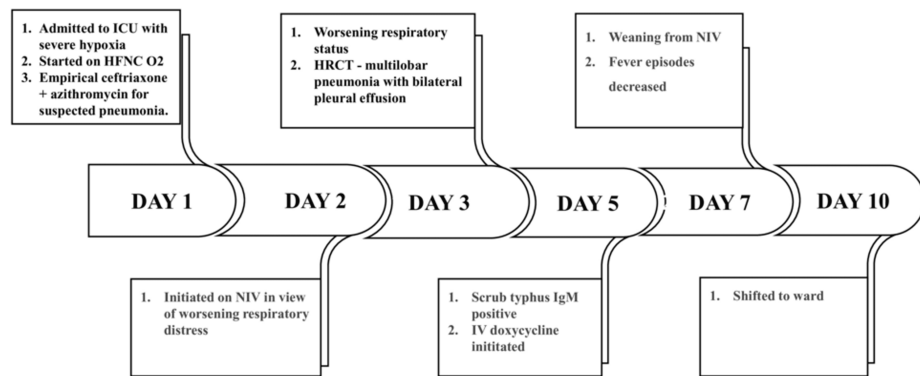 1. Admitted to ICU with
severe hypoxia
2. Started on HFNC O2
3. Empirical ceftriaxone
+ azithromycin for
suspected pneumonia.
1. Worsening respiratory
status
2. HRCT - multilobar
pneumonia with bilateral
pleural effusion
1. Weaning from NIV
2. Fever episodes
decreased
DAY 1 DAY 2 DAY 3 DAY 5 DAY 7 DAY 10
1. Initiated on NIV in view
of worsening respiratory
distress
1. Scrub typhus IgM
positive
2. IV doxycycline
inititated
1. Shifted to ward